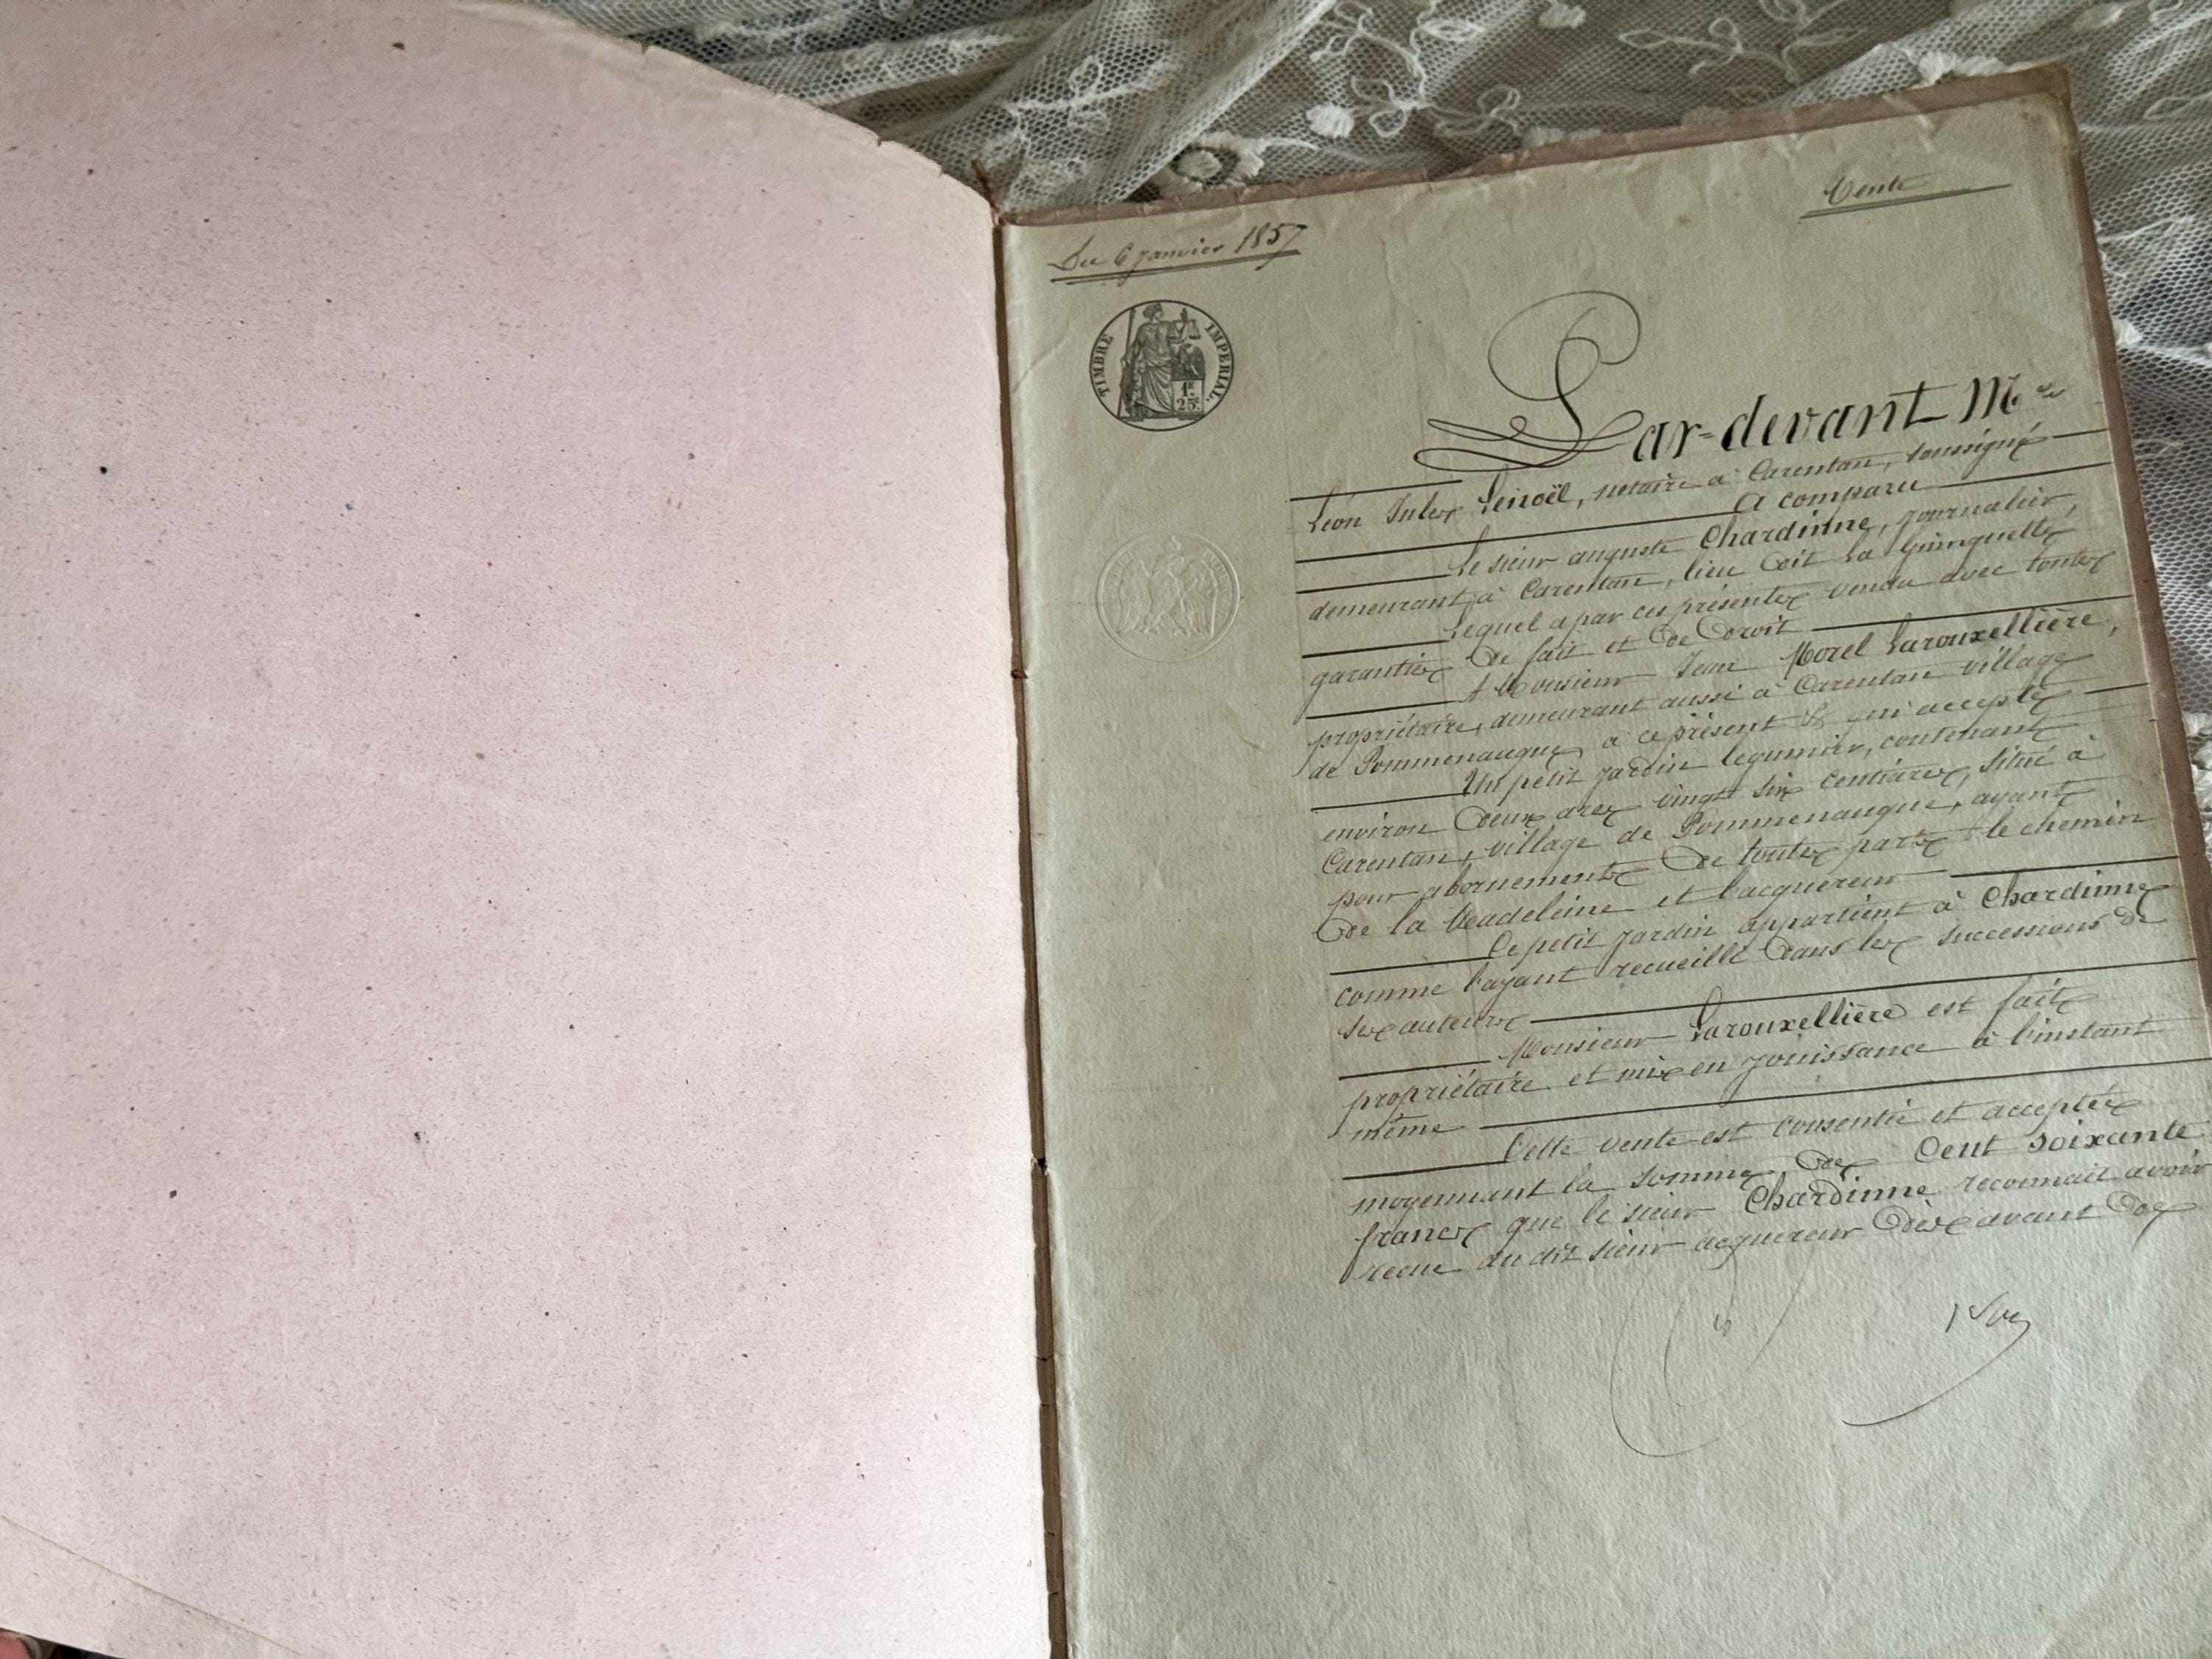 Vente
Du 6 janvier 1857
TIMBRE IMPERIAL
1F.
25c.
Par-devant Me
Léon Jules Lenoël, notaire à Carentan, soussigné
A comparu
Le sieur auguste Chardinne, journalier,
demeurant à Carentan, lieu dit la Guinguette
Lequel a par ces présentes vendu avec toutes
garanties de fait et de droit
A Monsieur Jean Morel Larouxellière,
propriétaire, demeurant aussi à Carentan village
de Pommenauque, à ce présent & qui accepte
Un petit jardin legumier, contenant
environ deux ares vingt six centiares, situé à
Carentan, village de Pommenauque, ayant
pour abornements de toutes parts le chemin
de la Madeleine et l'acquereur
Ce petit jardin appartient à Chardinne
comme l'ayant recueilli dans les successions de
ses auteurs
Monsieur Larouxellière est fait
propriétaire et mis en jouissance à l'instant
même
Cette vente est consentie et acceptée
moyennant la somme de Cent soixante
francs que le sieur Chardinne reconnait avoir
reçue du dit sieur acquereur dès avant ce